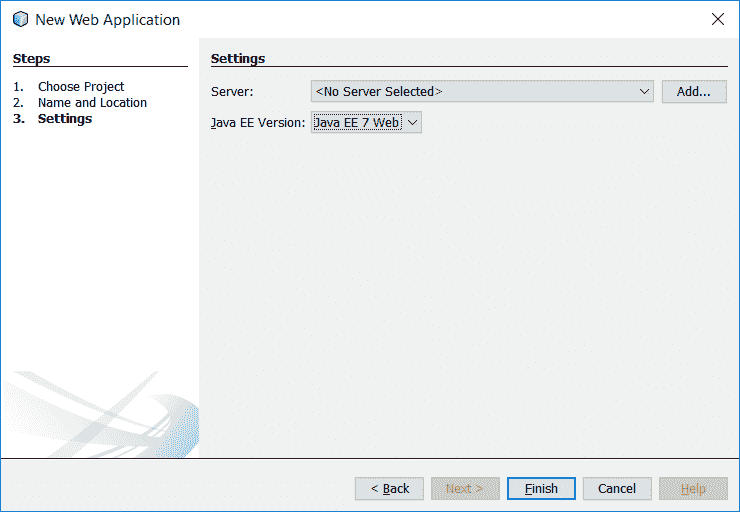 New Web Application
Steps
1. Choose Project
2. Name and Location
3. Settings
Settings
Server: <No Server Selected> Add...
Java EE Version: Java EE 7 Web
< Back Next > Finish Cancel Help